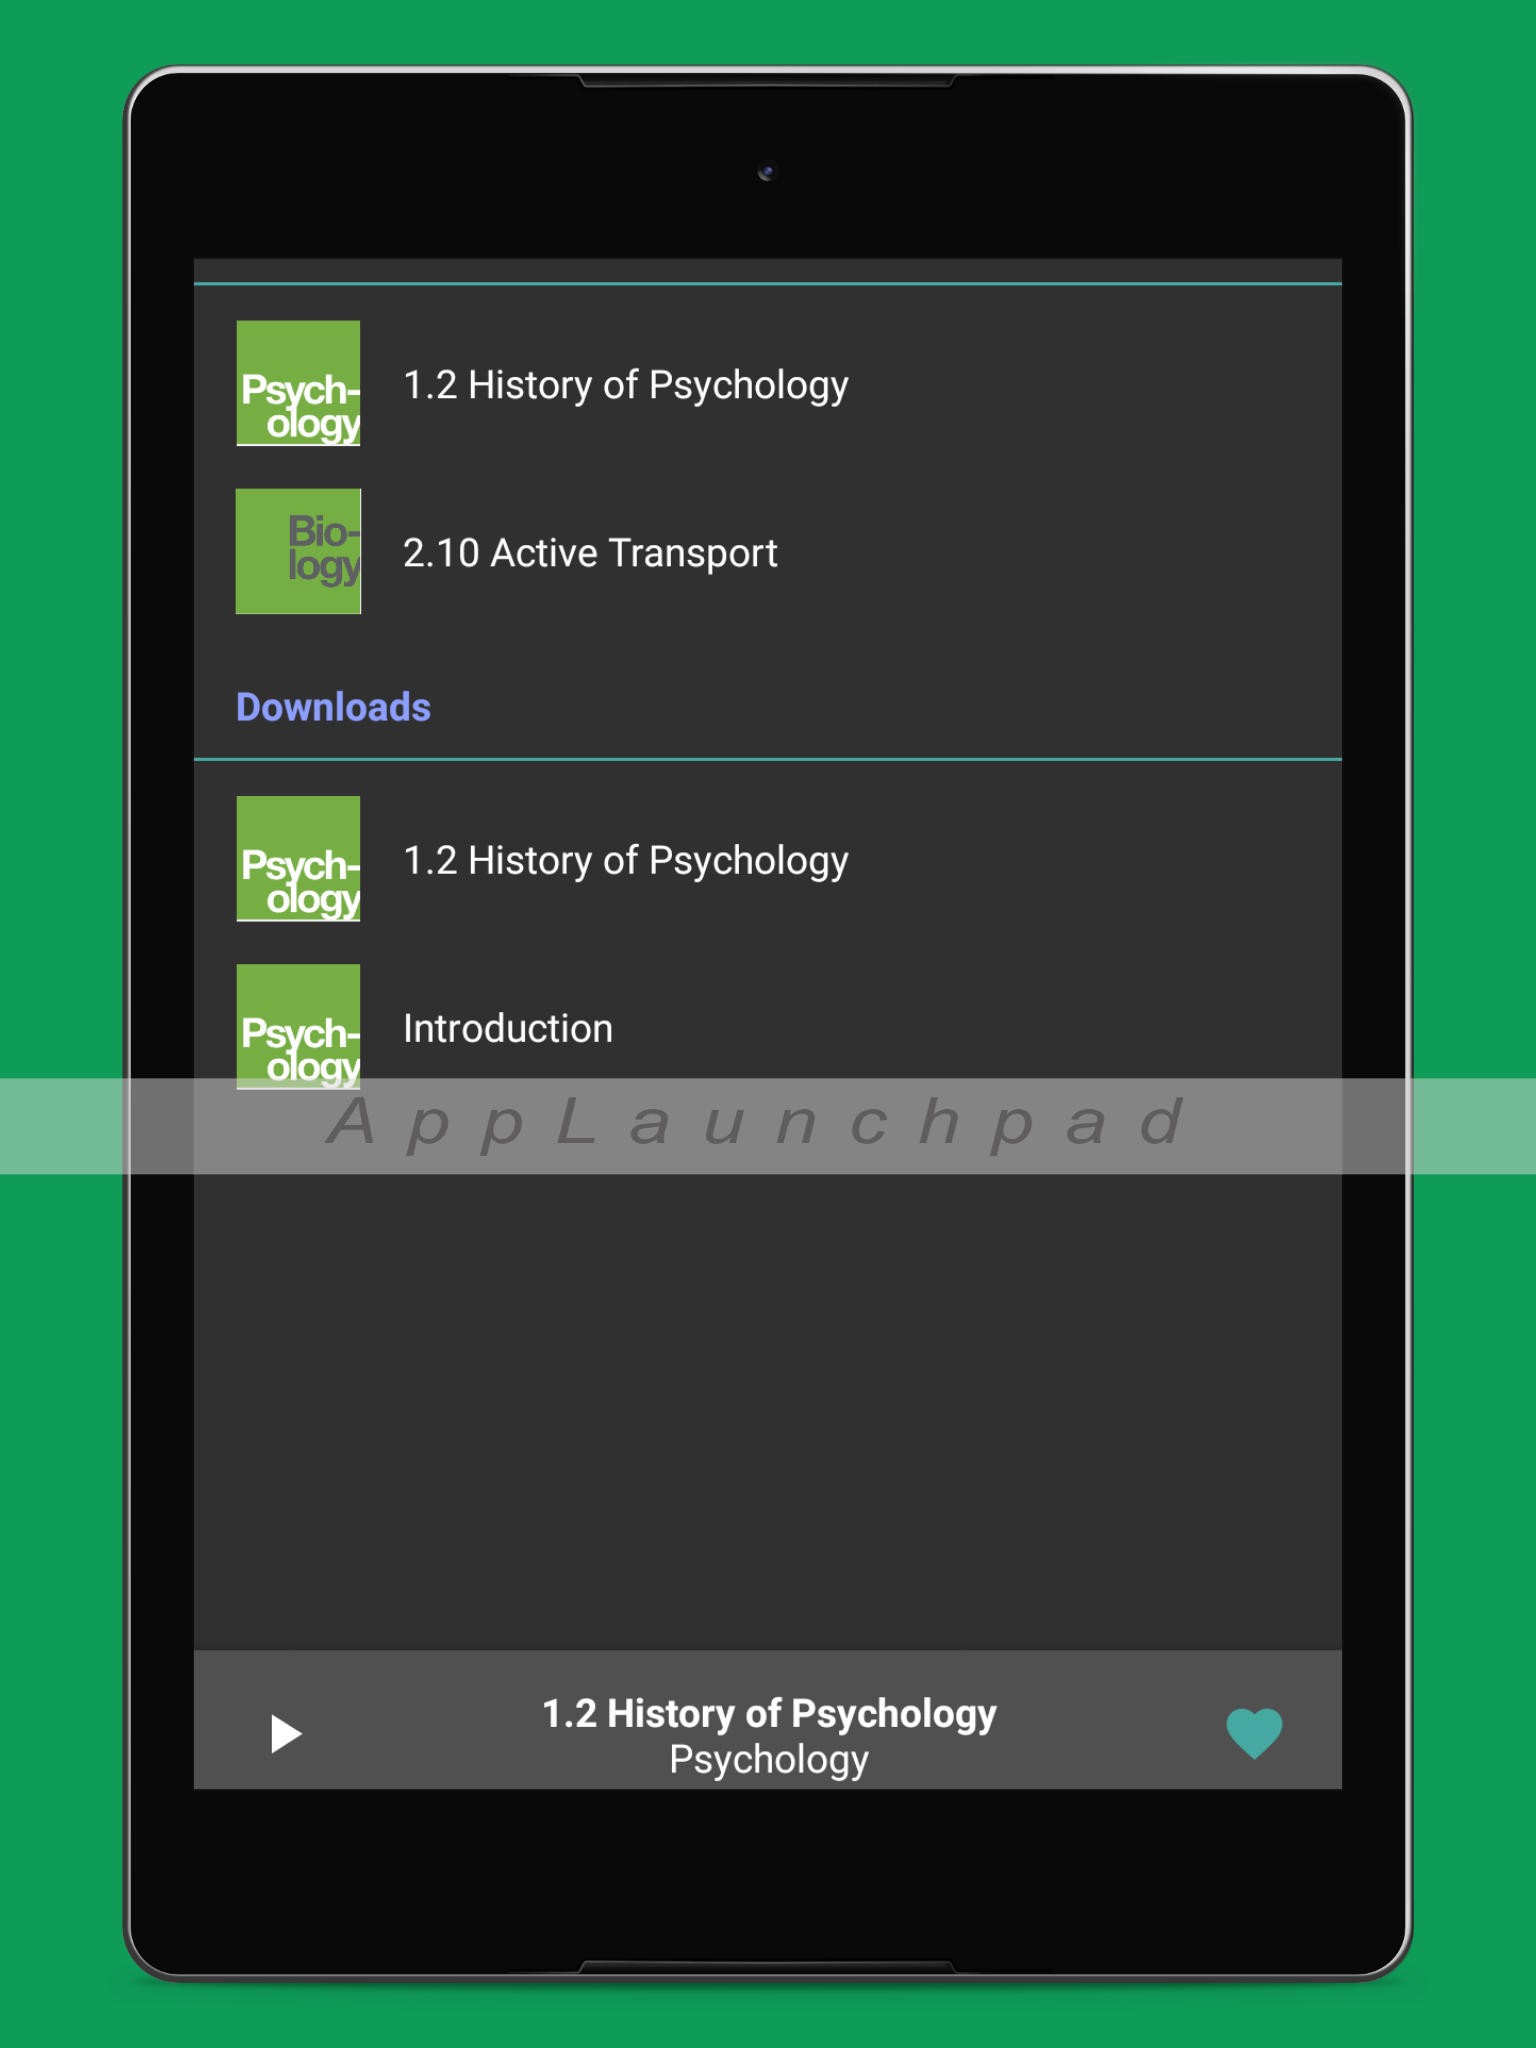 Psych-
ology
1.2 History of Psychology
Bio-
logy
2.10 Active Transport
Downloads
Psych-
ology
1.2 History of Psychology
Psych-
ology
Introduction
AppLaunchpad
1.2 History of Psychology
Psychology